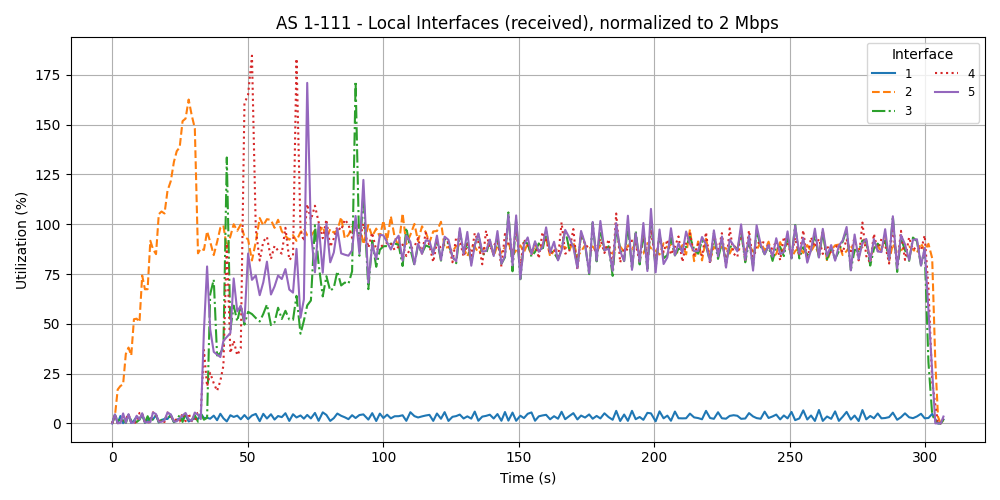 AS 1-111 - Local Interfaces (received), normalized to 2 Mbps
Utilization (%)
175
150
125
100
75
50
25
0
0 50 100 150 200 250 300
Time (s)
Interface
1 4
2 5
3